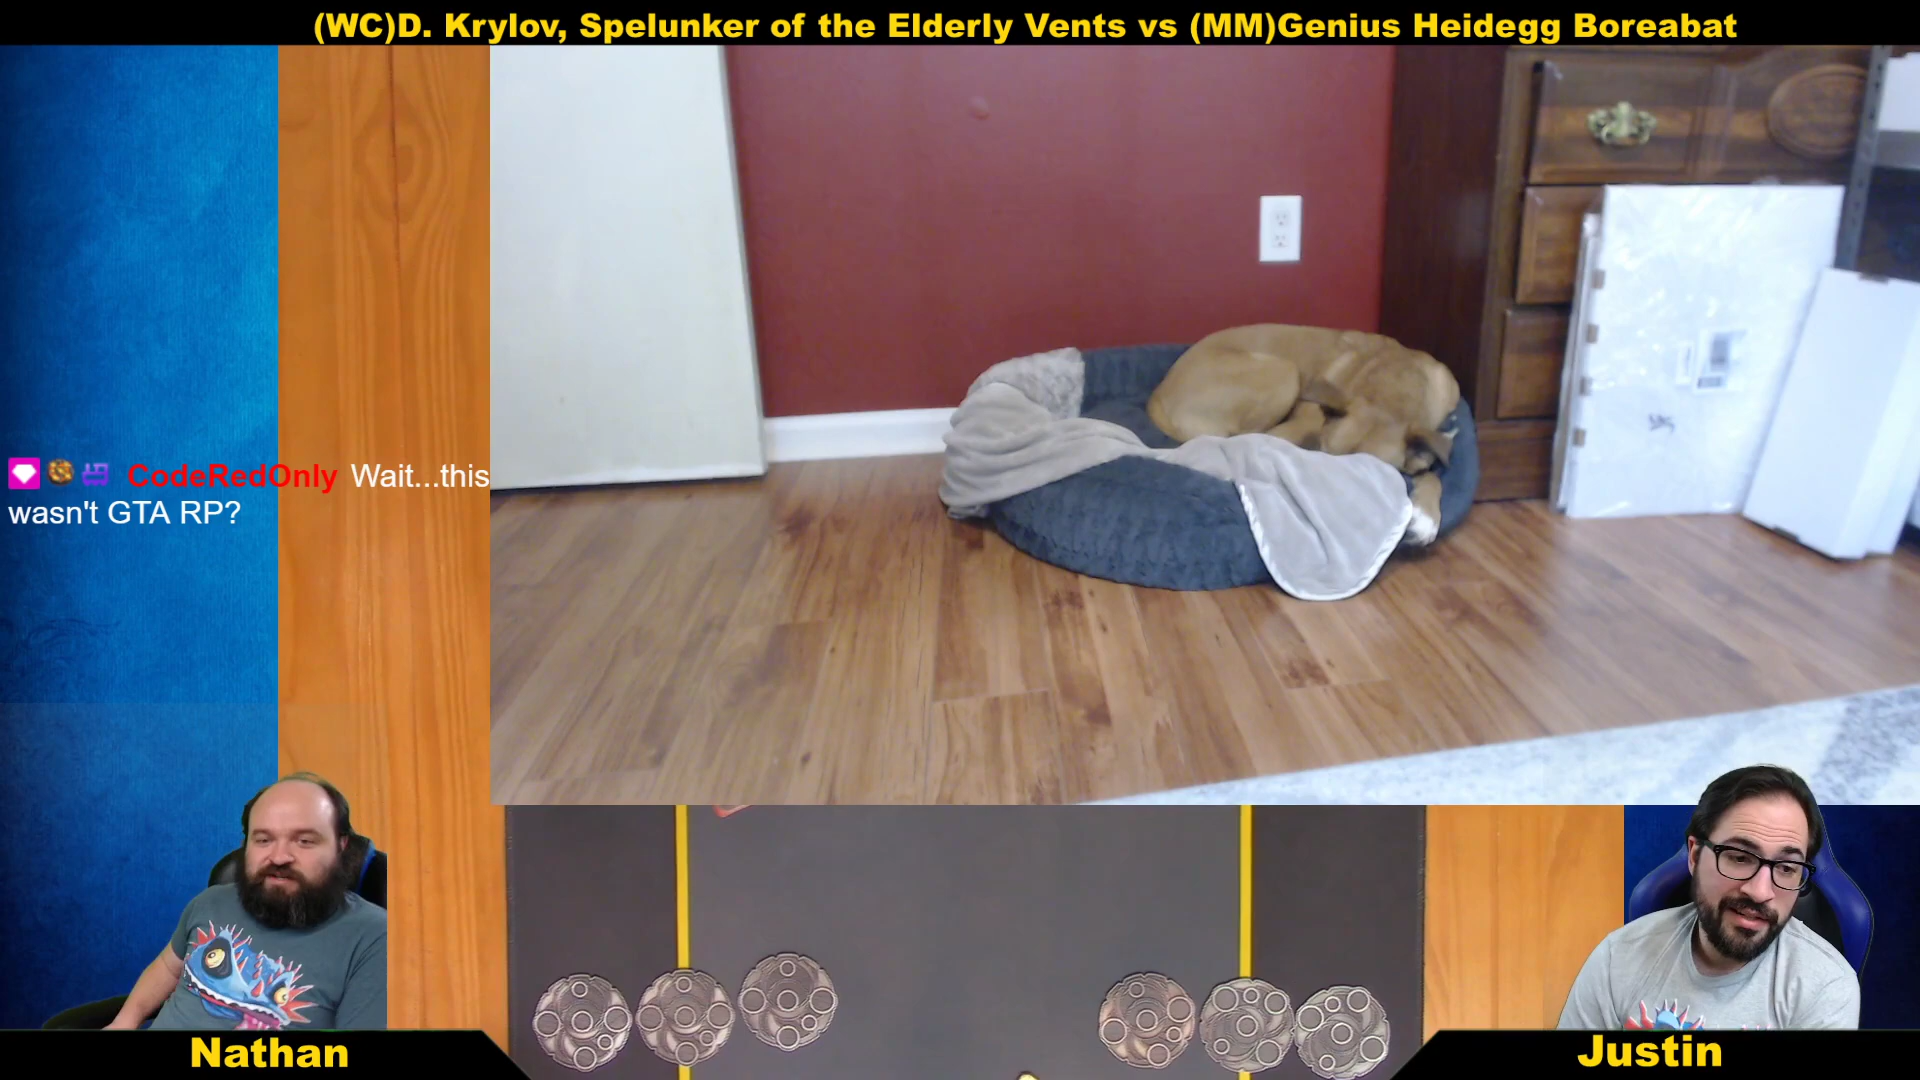 (WC)D. Krylov, Spelunker of the Elderly Vents vs (MM)Genius Heidegg Boreabat
CodeRedOnly Wait...this
wasn't GTA RP?
Nathan
Justin